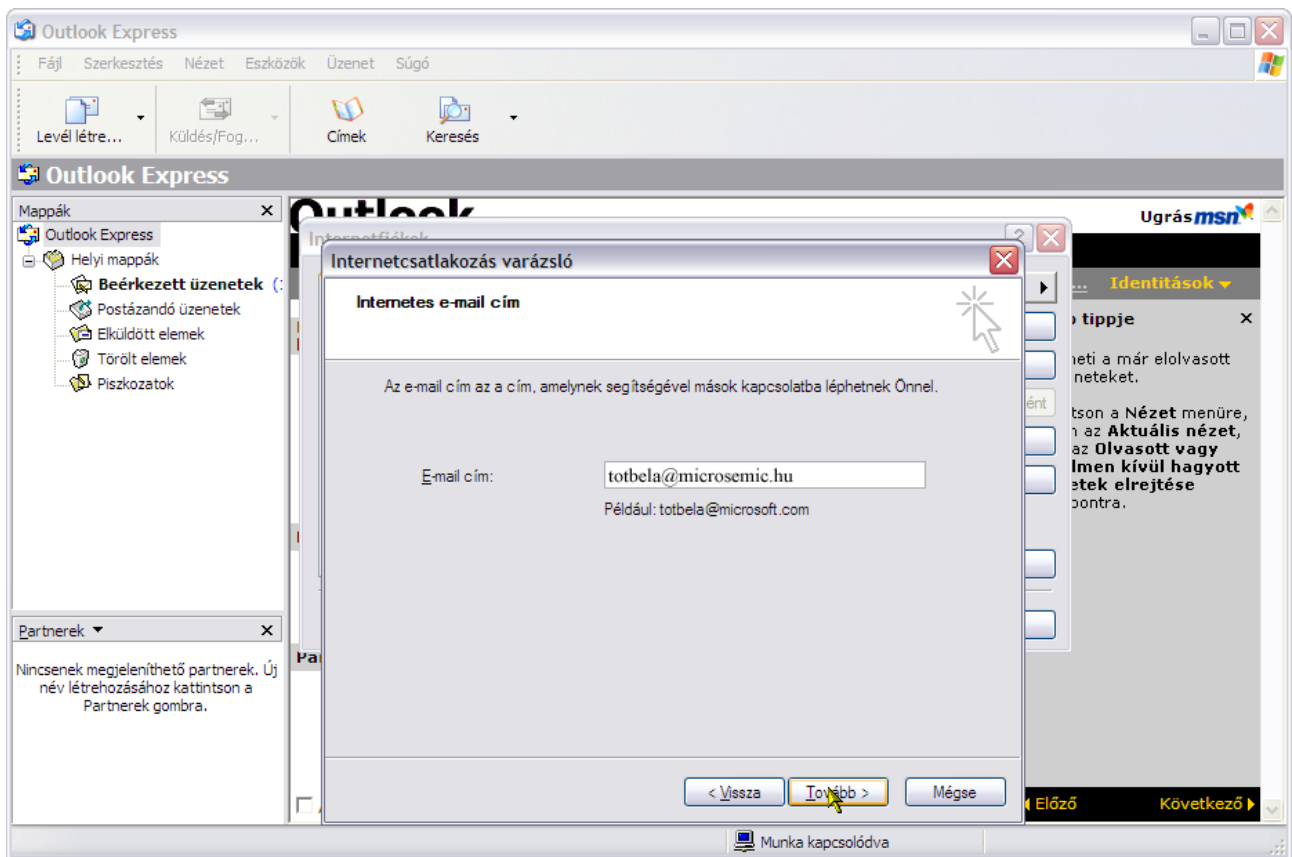 Outlook Express
Fájl Szerkesztés Nézet Eszközök Üzenet Súgó
Levél létre... Küldés/Fog... Címek Keresés
Outlook Express
Mappák
Outlook Express
Helyi mappák
Beérkezett üzenetek (
Postázandó üzenetek
Elküldött elemek
Törölt elemek
Piszkozatok
Partnerek
Nincsenek megjeleníthető partnerek. Új
név létrehozásához kattintson a
Partnerek gombra.
Outlook
Ugrás msn
Internetfiókok
Internetcsatlakozás varázsló
Internetes e-mail cím
Az e-mail cím az a cím, amelynek segítségével mások kapcsolatba léphetnek Önnel.
E-mail cím: totbela@microsemic.hu
Például: totbela@microsoft.com
< Vissza Tovább > Mégse
ént
... Identitások
tippje
heti a már elolvasott
neteket.
tson a Nézet menüre,
az Aktuális nézet,
az Olvasott vagy
lmen kívül hagyott
etek elrejtése
pontra.
Előző Következő
Munka kapcsolódva